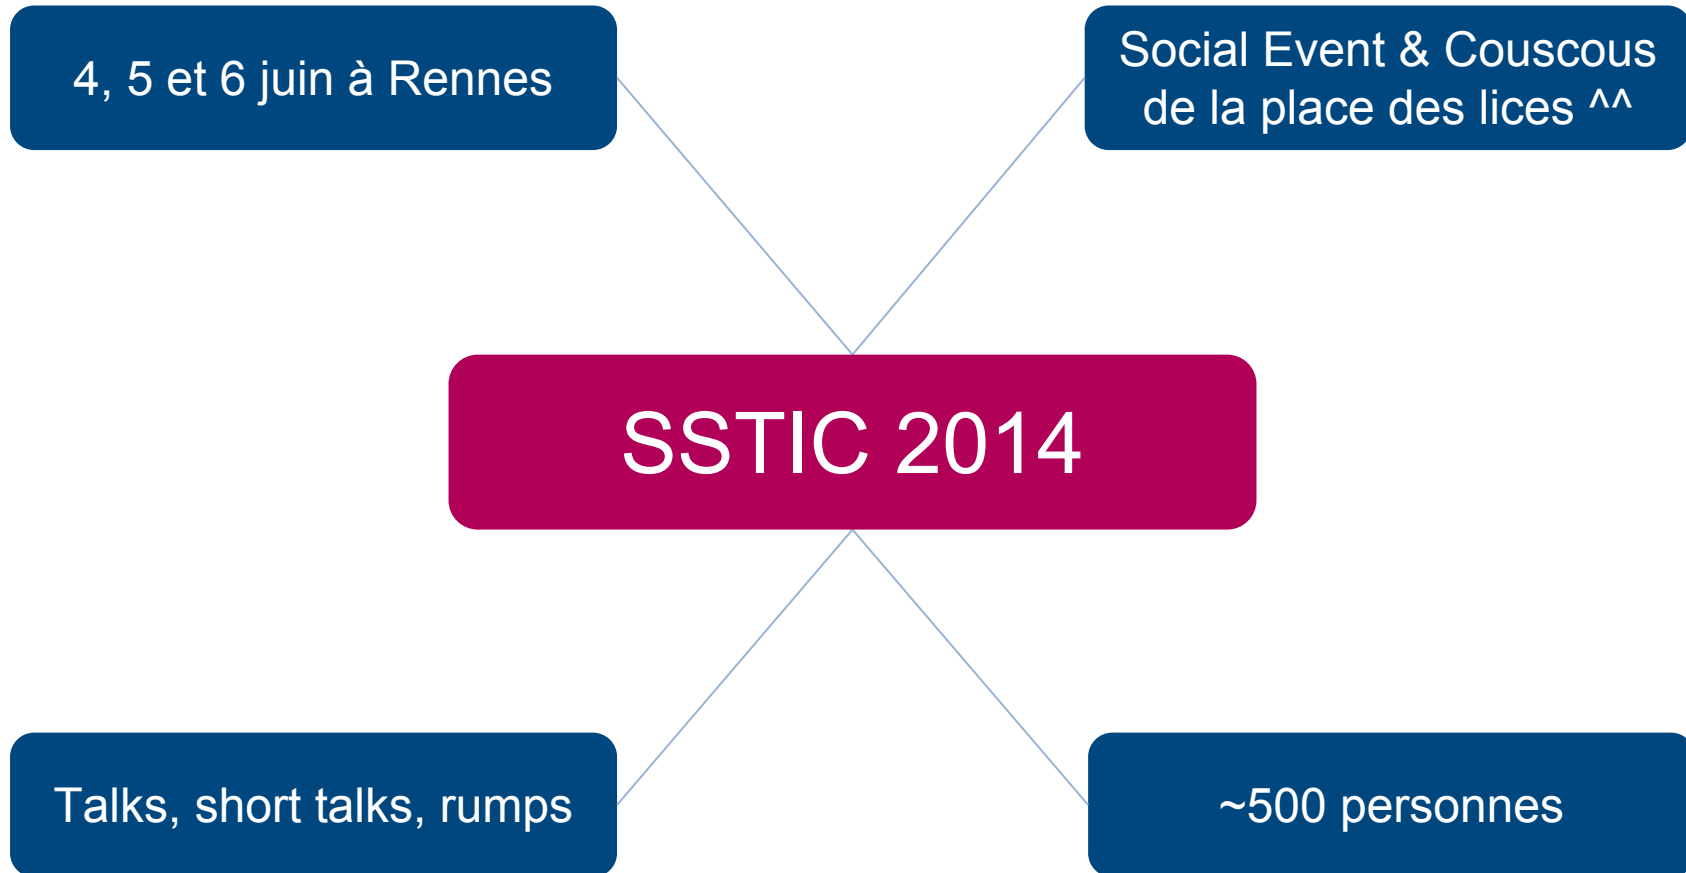 4, 5 et 6 juin à Rennes
Social Event & Couscous
de la place des lices ^^
SSTIC 2014
Talks, short talks, rumps
~500 personnes